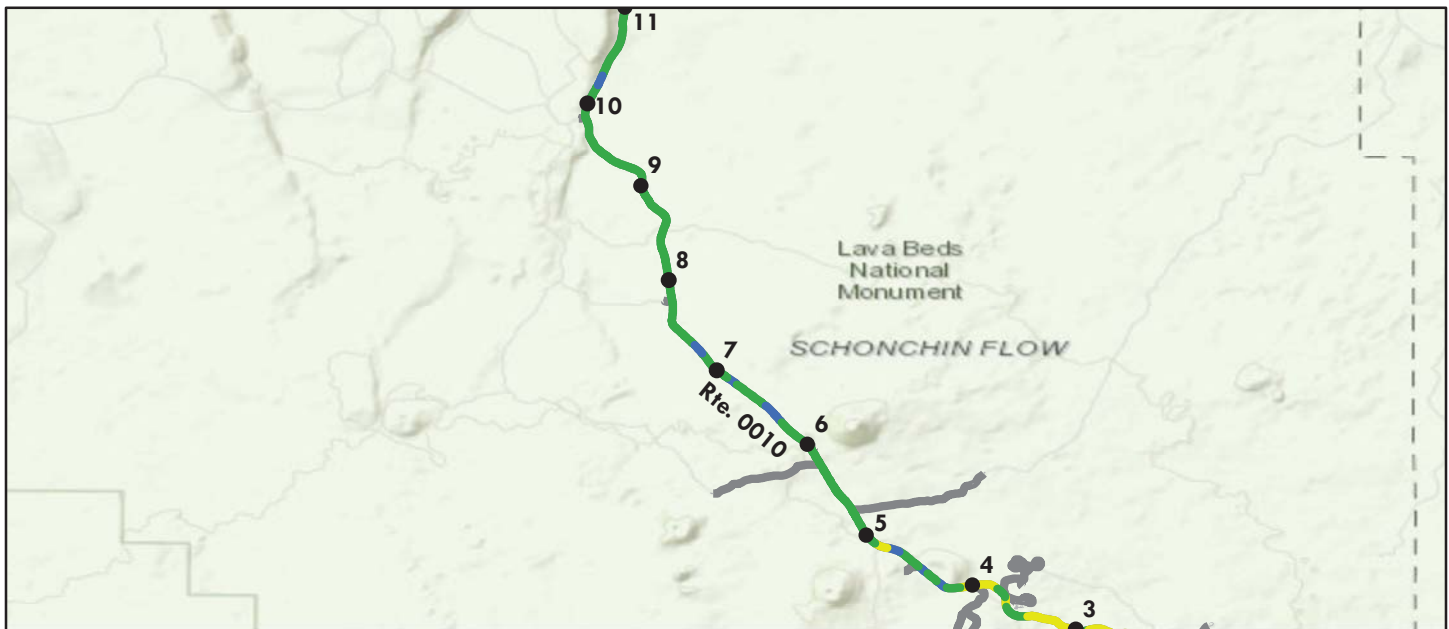 11
10
9
8
Lava Beds
National
Monument
SCHONCHIN FLOW
7
Rte. 0010
6
5
4
3